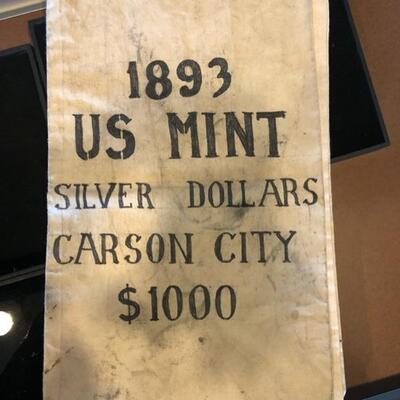 1893
US MINT
SILVER DOLLARS
CARSON CITY
$1000